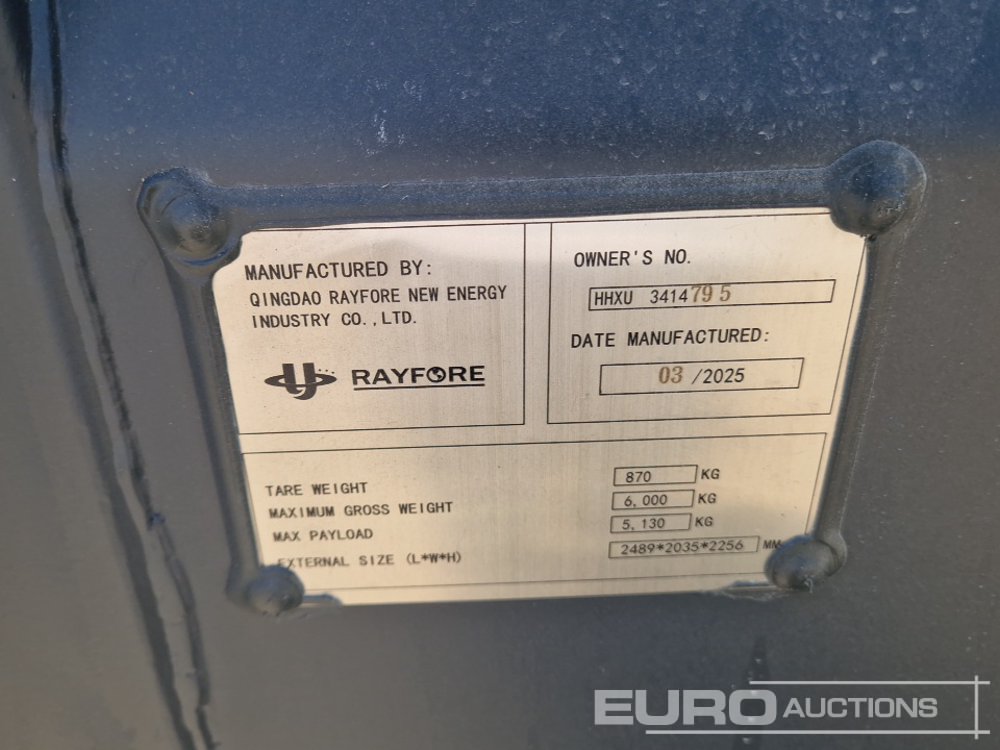 MANUFACTURED BY:
QINGDAO RAYFORE NEW ENERGY
INDUSTRY CO.,LTD.
RAYFORE
OWNER'S NO.
HHXU 3414795
DATE MANUFACTURED:
03/2025
TARE WEIGHT 870 KG
MAXIMUM GROSS WEIGHT 6,000 KG
MAX PAYLOAD 5,130 KG
EXTERNAL SIZE (L*W*H) 2489*2035*2256 MM
EURO AUCTIONS